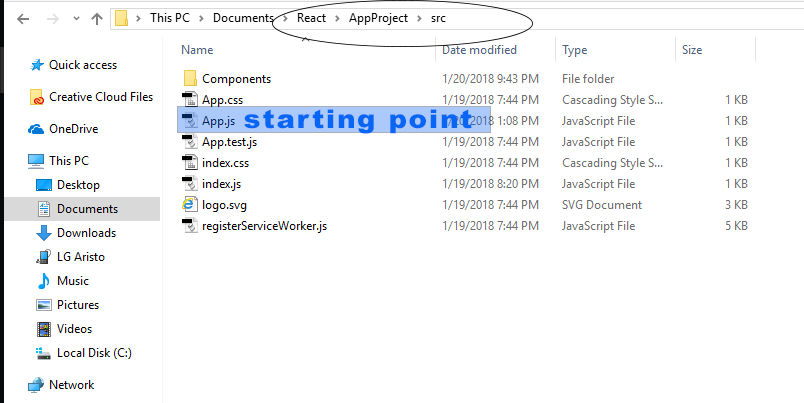 This PC Documents React AppProject src
Name Date modified Type Size
Quick access
Creative Cloud Files
OneDrive
This PC
Desktop
Documents
Downloads
LG Aristo
Music
Pictures
Videos
Local Disk (C:)
Network
Components 1/20/2018 9:43 PM File folder
App.css 1/19/2018 7:44 PM Cascading Style S... 1 KB
App.js starting point 1:08 PM JavaScript File 1 KB
App.test.js 1/19/2018 7:44 PM JavaScript File 1 KB
index.css 1/19/2018 7:44 PM Cascading Style S... 1 KB
index.js 1/19/2018 8:20 PM JavaScript File 1 KB
logo.svg 1/19/2018 7:44 PM SVG Document 3 KB
registerServiceWorker.js 1/19/2018 7:44 PM JavaScript File 5 KB